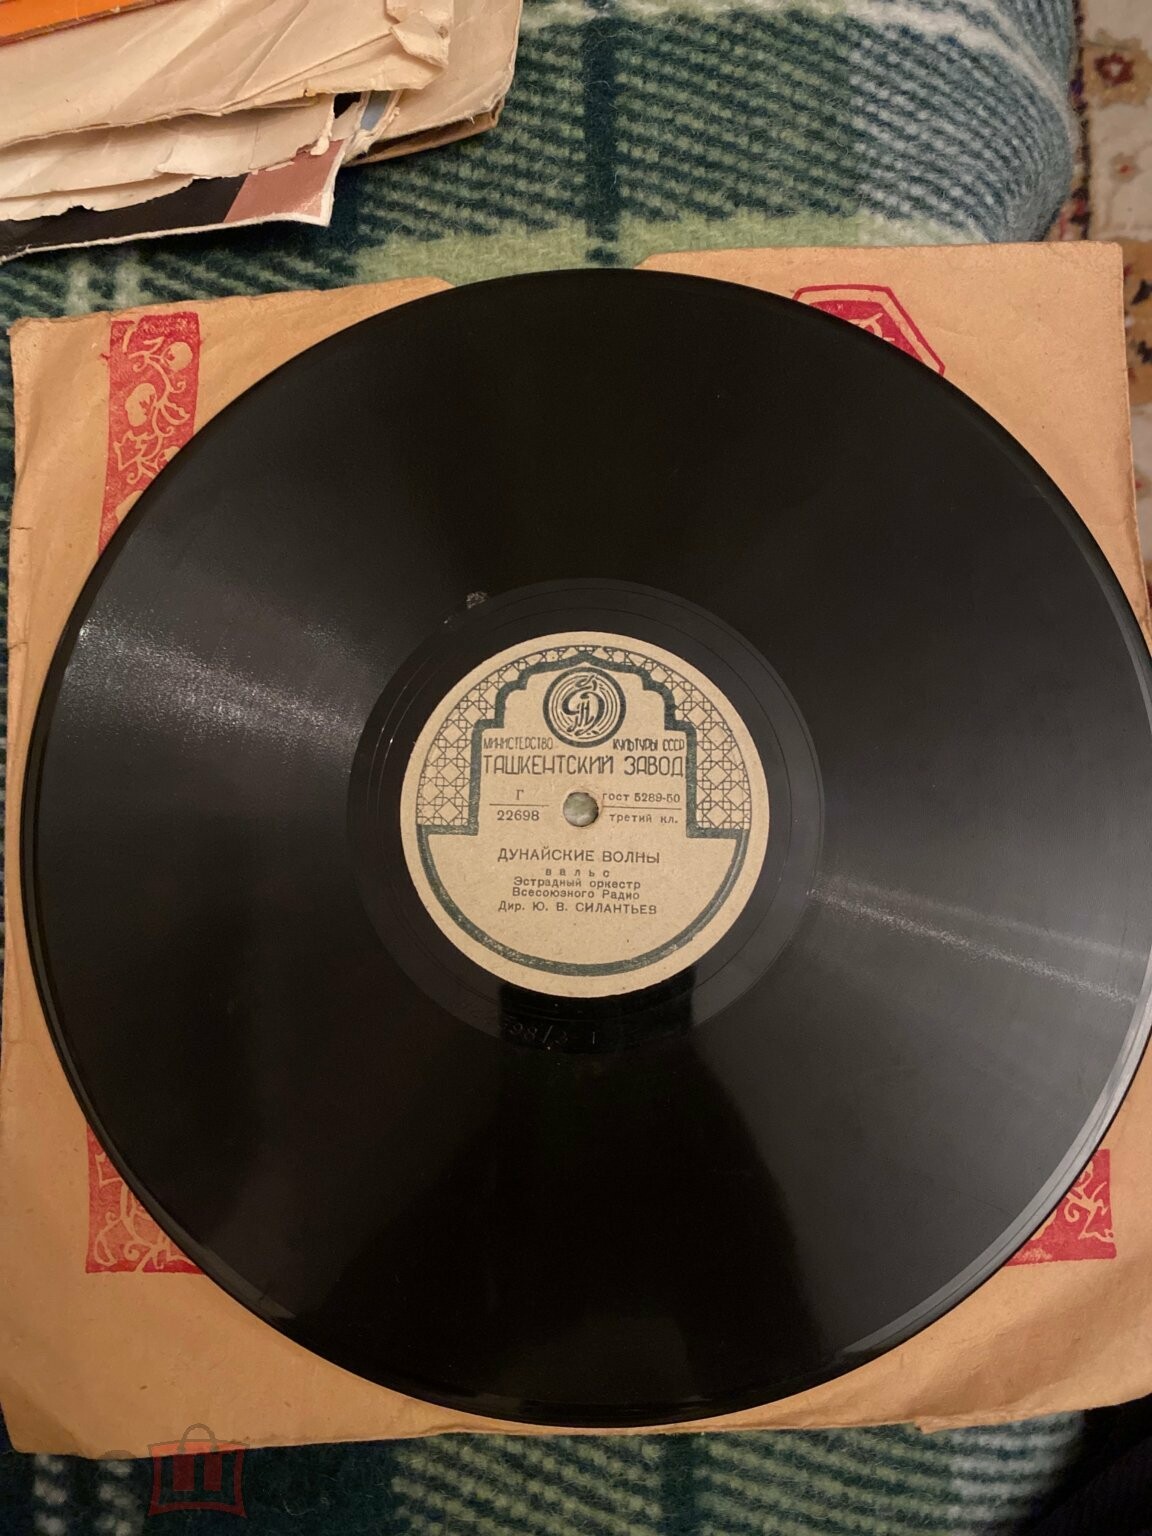 МИНИСТЕРСТВО КУЛЬТУРЫ СССР
ТАШКЕНТСКИЙ ЗАВОД
Г
22698
ГОСТ 5289-50
третий кл.
ДУНАЙСКИЕ ВОЛНЫ
вальс
Эстрадный оркестр
Всесоюзного Радио
Дир. Ю. В. СИЛАНТЬЕВ